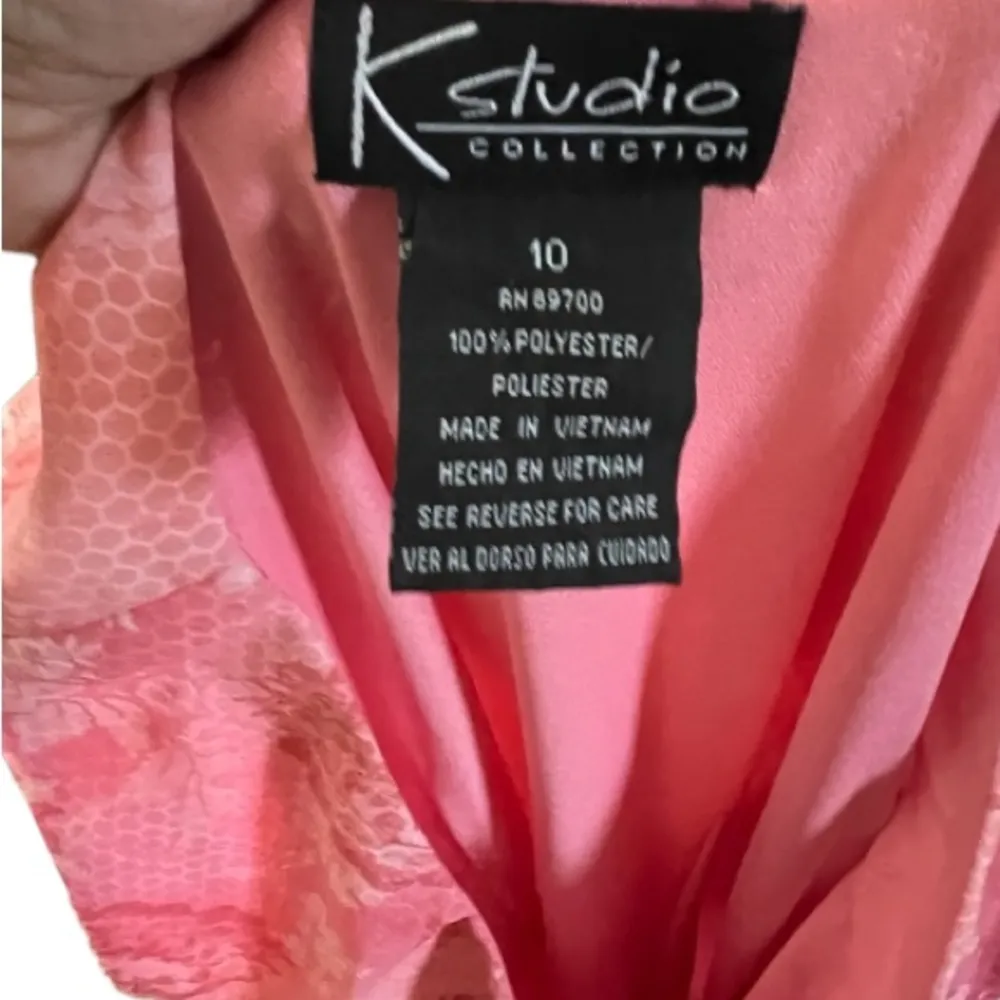 K studio
COLLECTION
10
RN 89700
100% POLYESTER/
POLIESTER
MADE IN VIETNAM
HECHO EN VIETNAM
SEE REVERSE FOR CARE
VER AL DORSO PARA CUIDADO